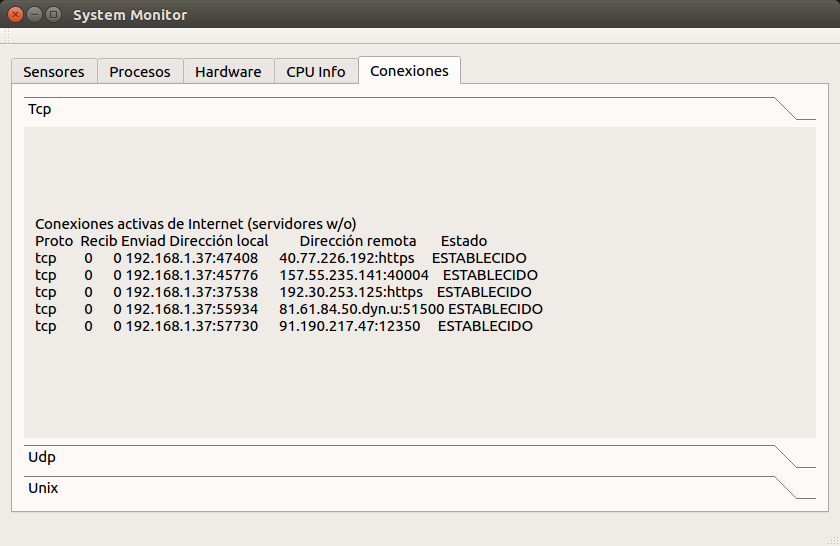 System Monitor
Sensores Procesos Hardware CPU Info Conexiones
Tcp
Conexiones activas de Internet (servidores w/o)
Proto Recib Enviad Dirección local Dirección remota Estado
tcp 0 0 192.168.1.37:47408 40.77.226.192:https ESTABLECIDO
tcp 0 0 192.168.1.37:45776 157.55.235.141:40004 ESTABLECIDO
tcp 0 0 192.168.1.37:37538 192.30.253.125:https ESTABLECIDO
tcp 0 0 192.168.1.37:55934 81.61.84.50.dyn.u:51500 ESTABLECIDO
tcp 0 0 192.168.1.37:57730 91.190.217.47:12350 ESTABLECIDO
Udp
Unix